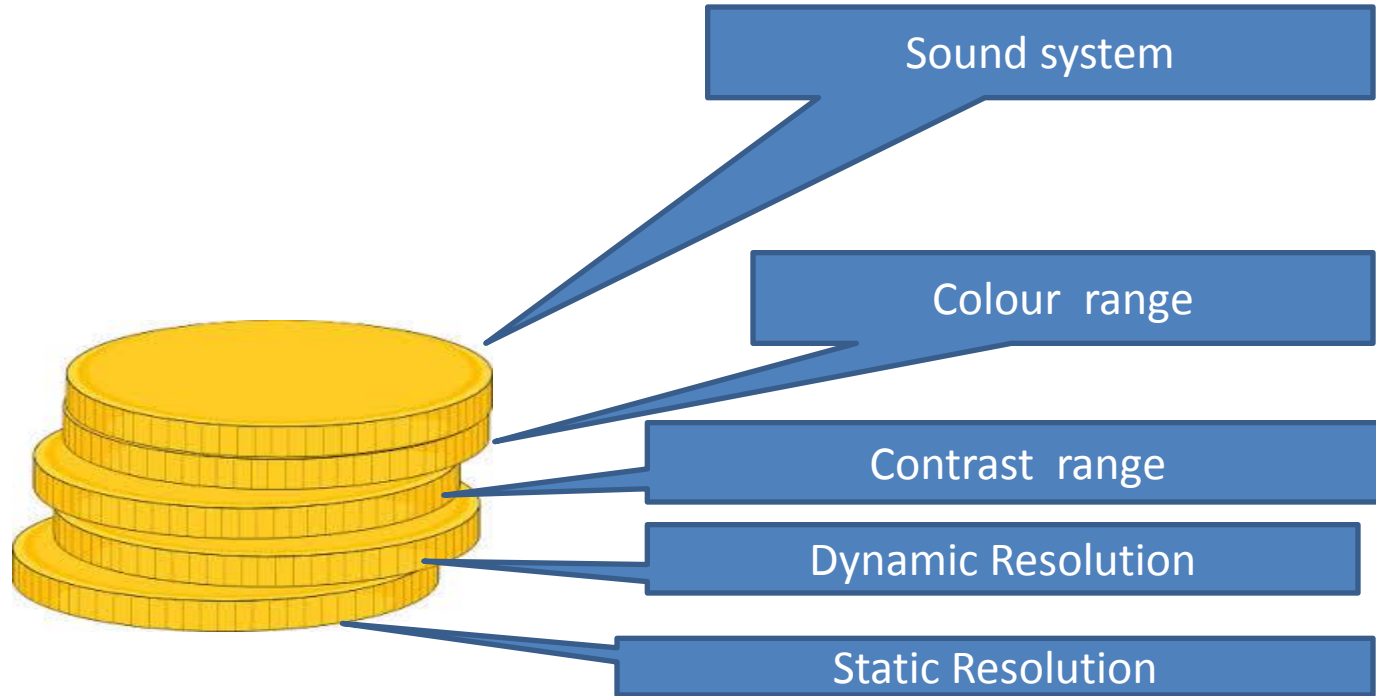 Sound system
Colour range
Contrast range
Dynamic Resolution
Static Resolution